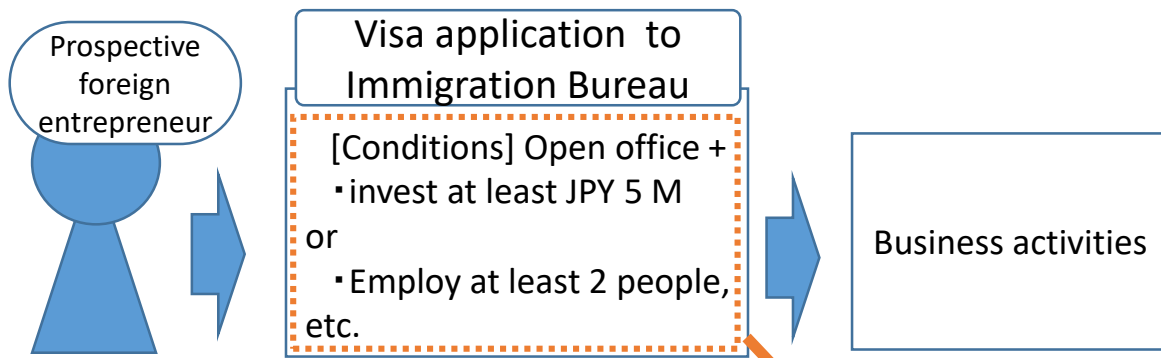 Prospective
foreign
entrepreneur
Visa application to
Immigration Bureau
[Conditions] Open office +
・invest at least JPY 5 M
or
・Employ at least 2 people,
etc.
Business activities